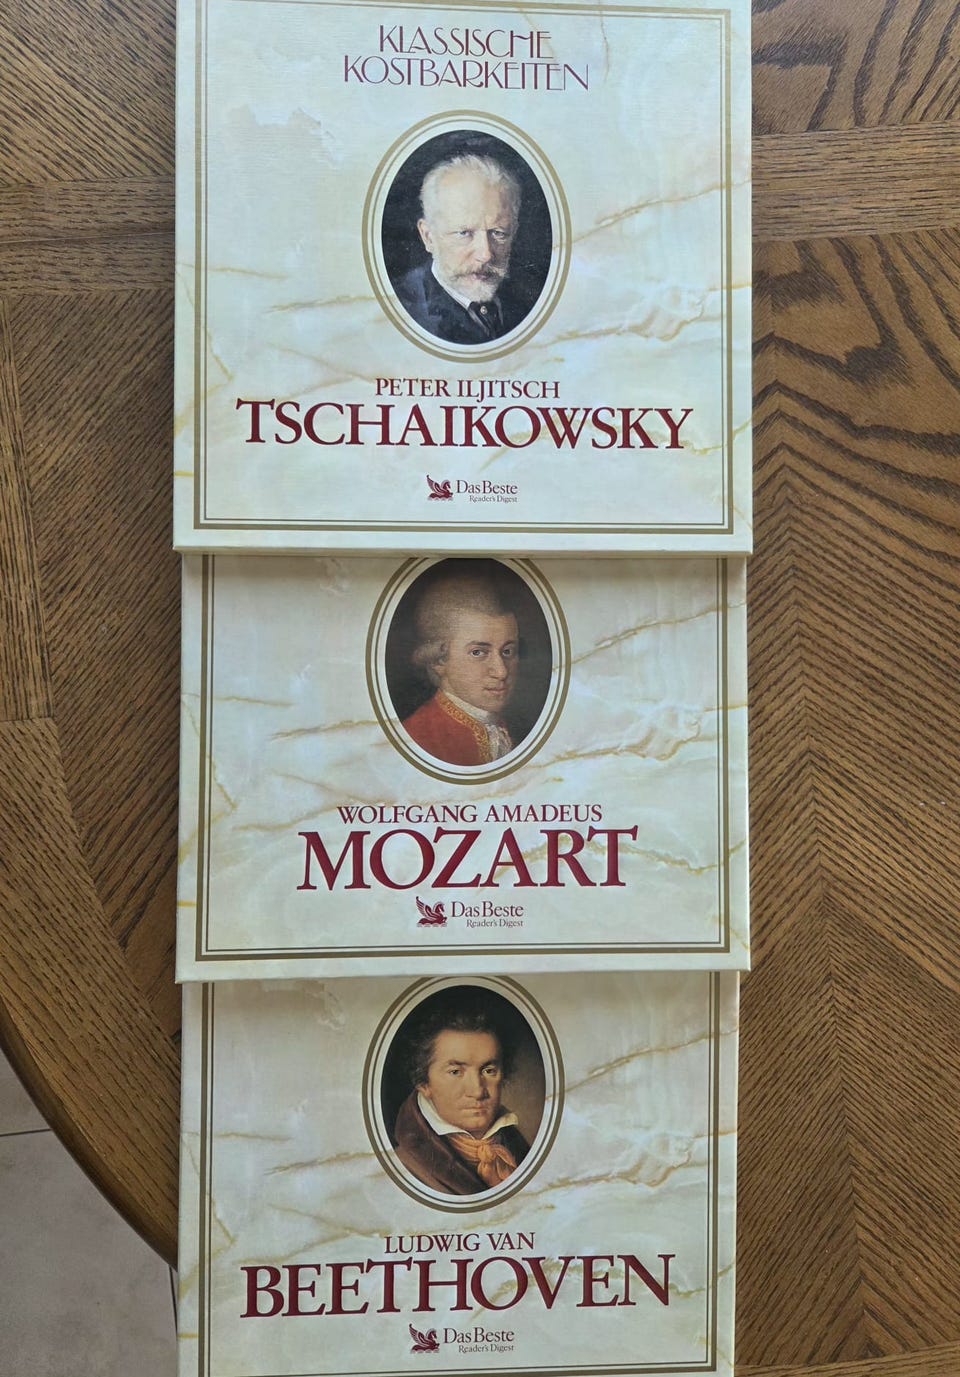 KLASSISCHE
KOSTBARKEITEN
PETER ILJITSCH
TSCHAIKOWSKY
Das Beste
Reader's Digest
WOLFGANG AMADEUS
MOZART
Das Beste
Reader's Digest
LUDWIG VAN
BEETHOVEN
Das Beste
Reader's Digest